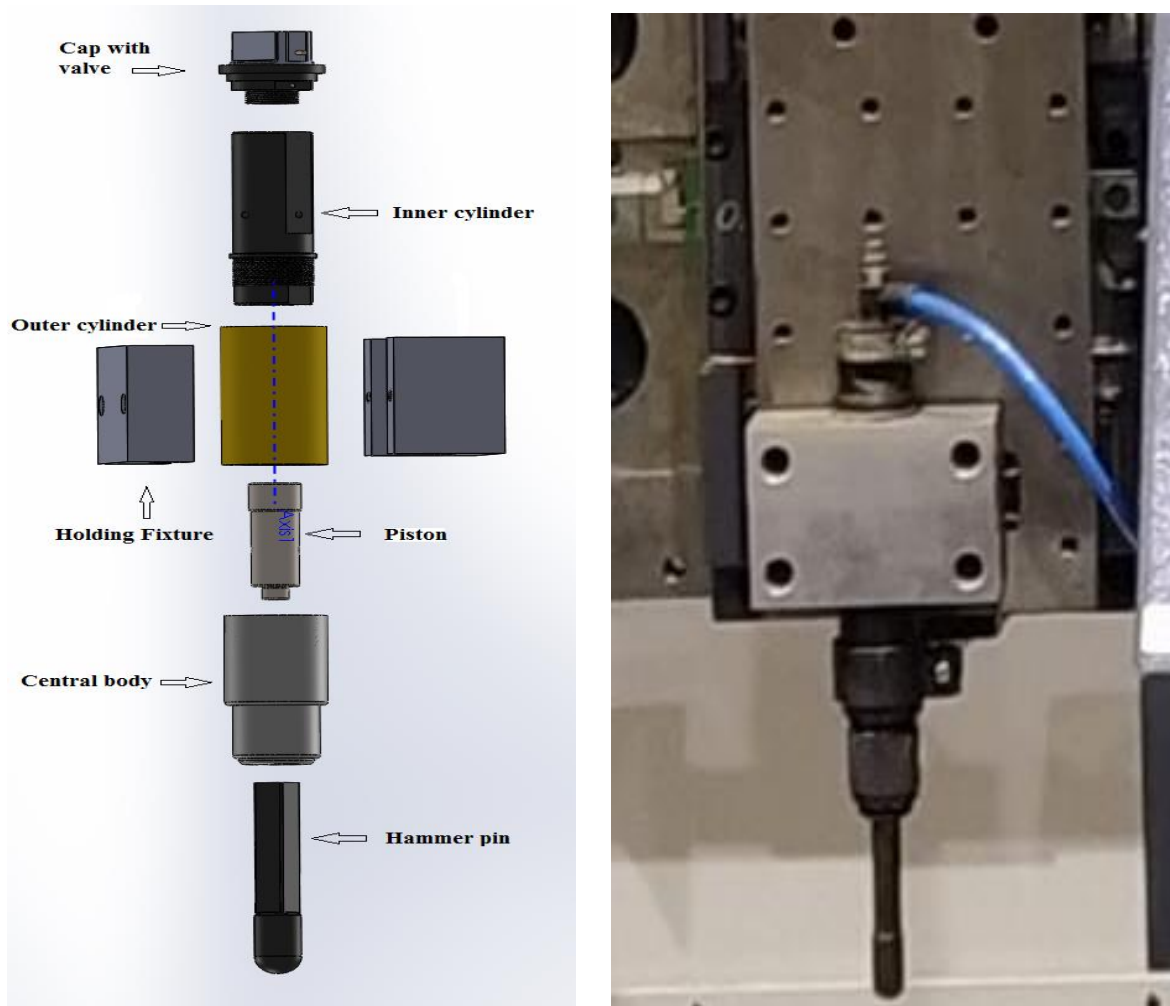 Cap with
valve
Inner cylinder
Outer cylinder
Holding Fixture
Axis1
Piston
Central body
Hammer pin